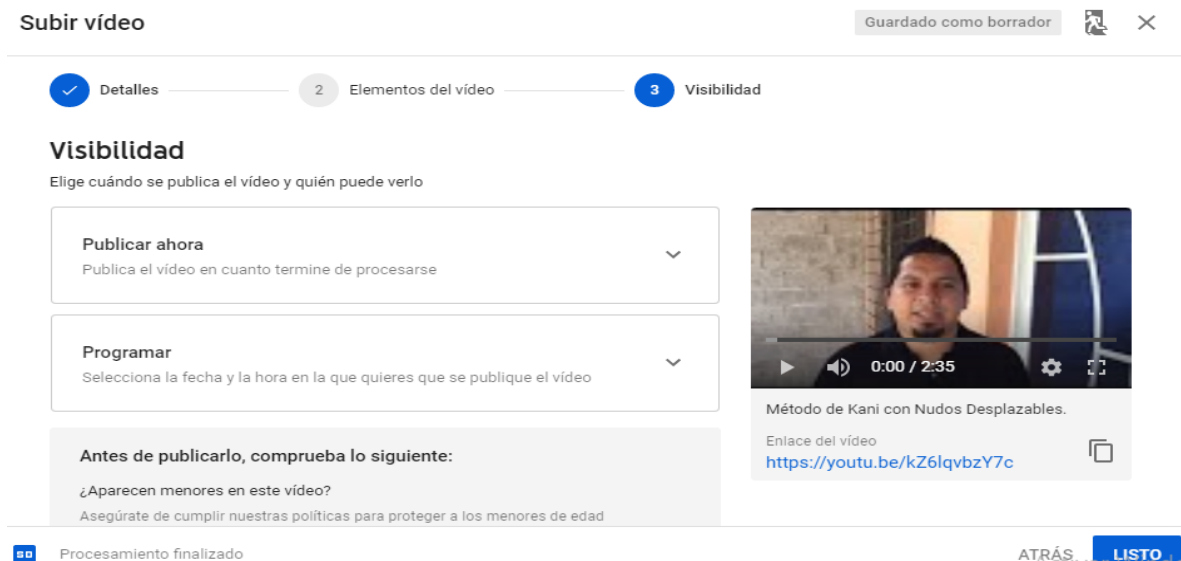 Subir vídeo
Guardado como borrador
Detalles
2
Elementos del vídeo
3
Visibilidad
Visibilidad
Elige cuándo se publica el vídeo y quién puede verlo
Publicar ahora
Publica el vídeo en cuanto termine de procesarse
Programar
Selecciona la fecha y la hora en la que quieres que se publique el vídeo
0:00 / 2:35
Método de Kani con Nudos Desplazables.
Enlace del vídeo
https://youtu.be/kZ6lqvbzY7c
Antes de publicarlo, comprueba lo siguiente:
¿Aparecen menores en este vídeo?
Asegúrate de cumplir nuestras políticas para proteger a los menores de edad
SD
Procesamiento finalizado
ATRÁS
LISTO